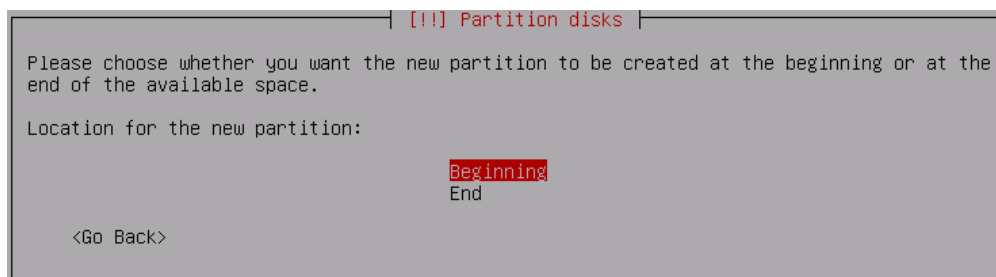 [!!] Partition disks
Please choose whether you want the new partition to be created at the beginning or at the
end of the available space.
Location for the new partition:
Beginning
End
<Go Back>